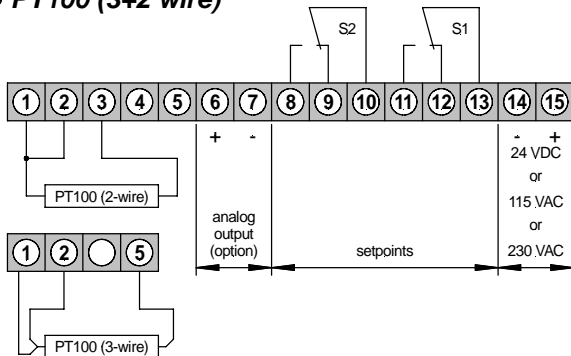 PT100 (3+2 wire)
S2 S1
1 2 3 4 5 6 7 8 9 10 11 12 13 14 15
+ - - +
PT100 (2-wire)
analog
output
(option)
setpoints
24 VDC
or
115 VAC
or
230 VAC
1 2 5
PT100 (3-wire)